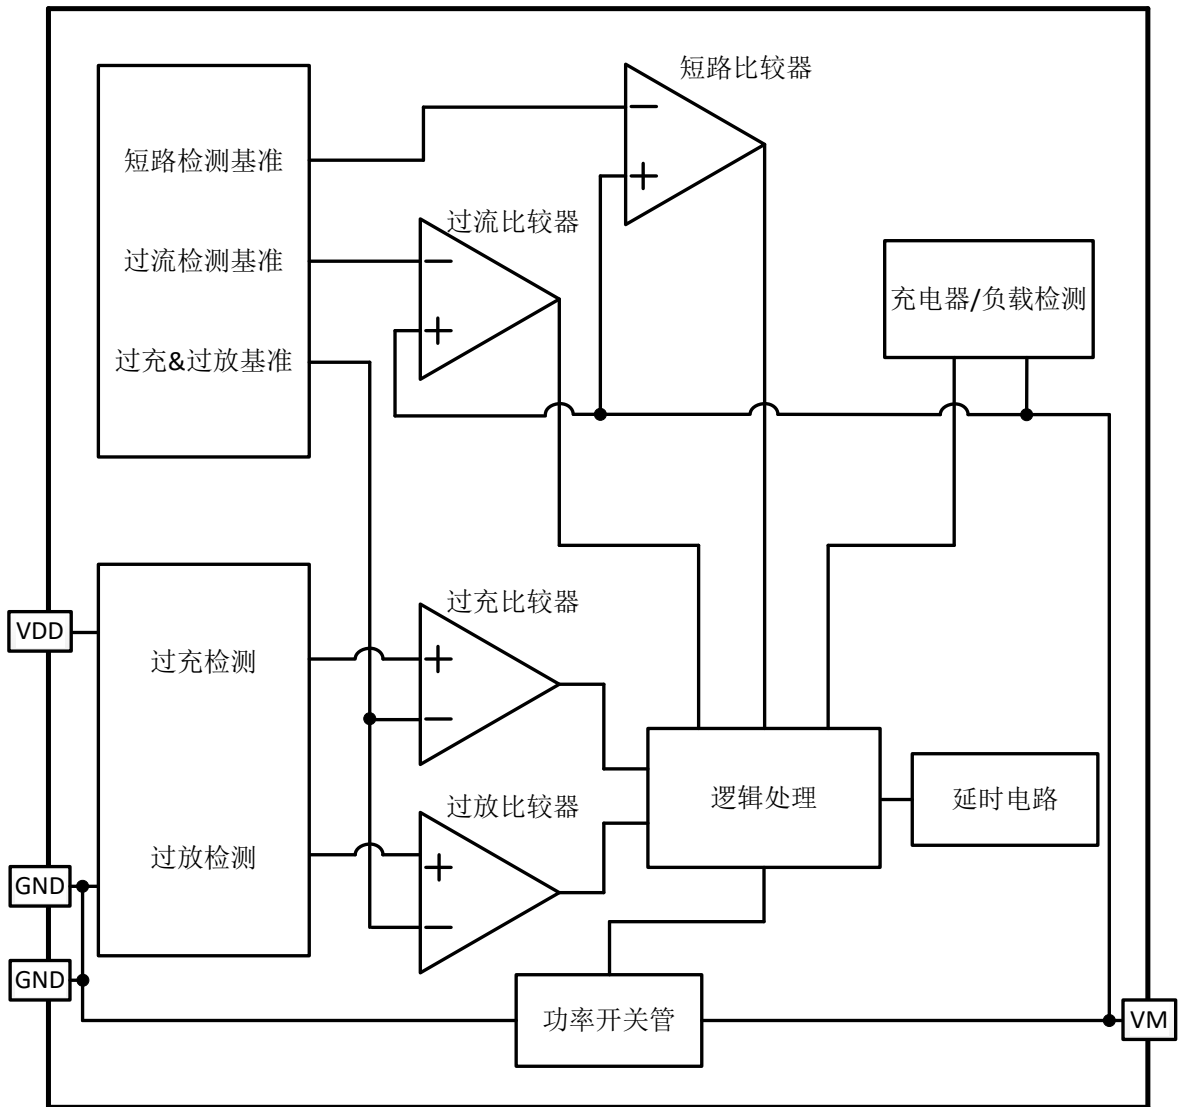 短路比较器
短路检测基准
过流比较器
过流检测基准
充电器/负载检测
过充&过放基准
过充比较器
VDD
过充检测
逻辑处理
延时电路
过放比较器
过放检测
GND
GND
功率开关管
VM